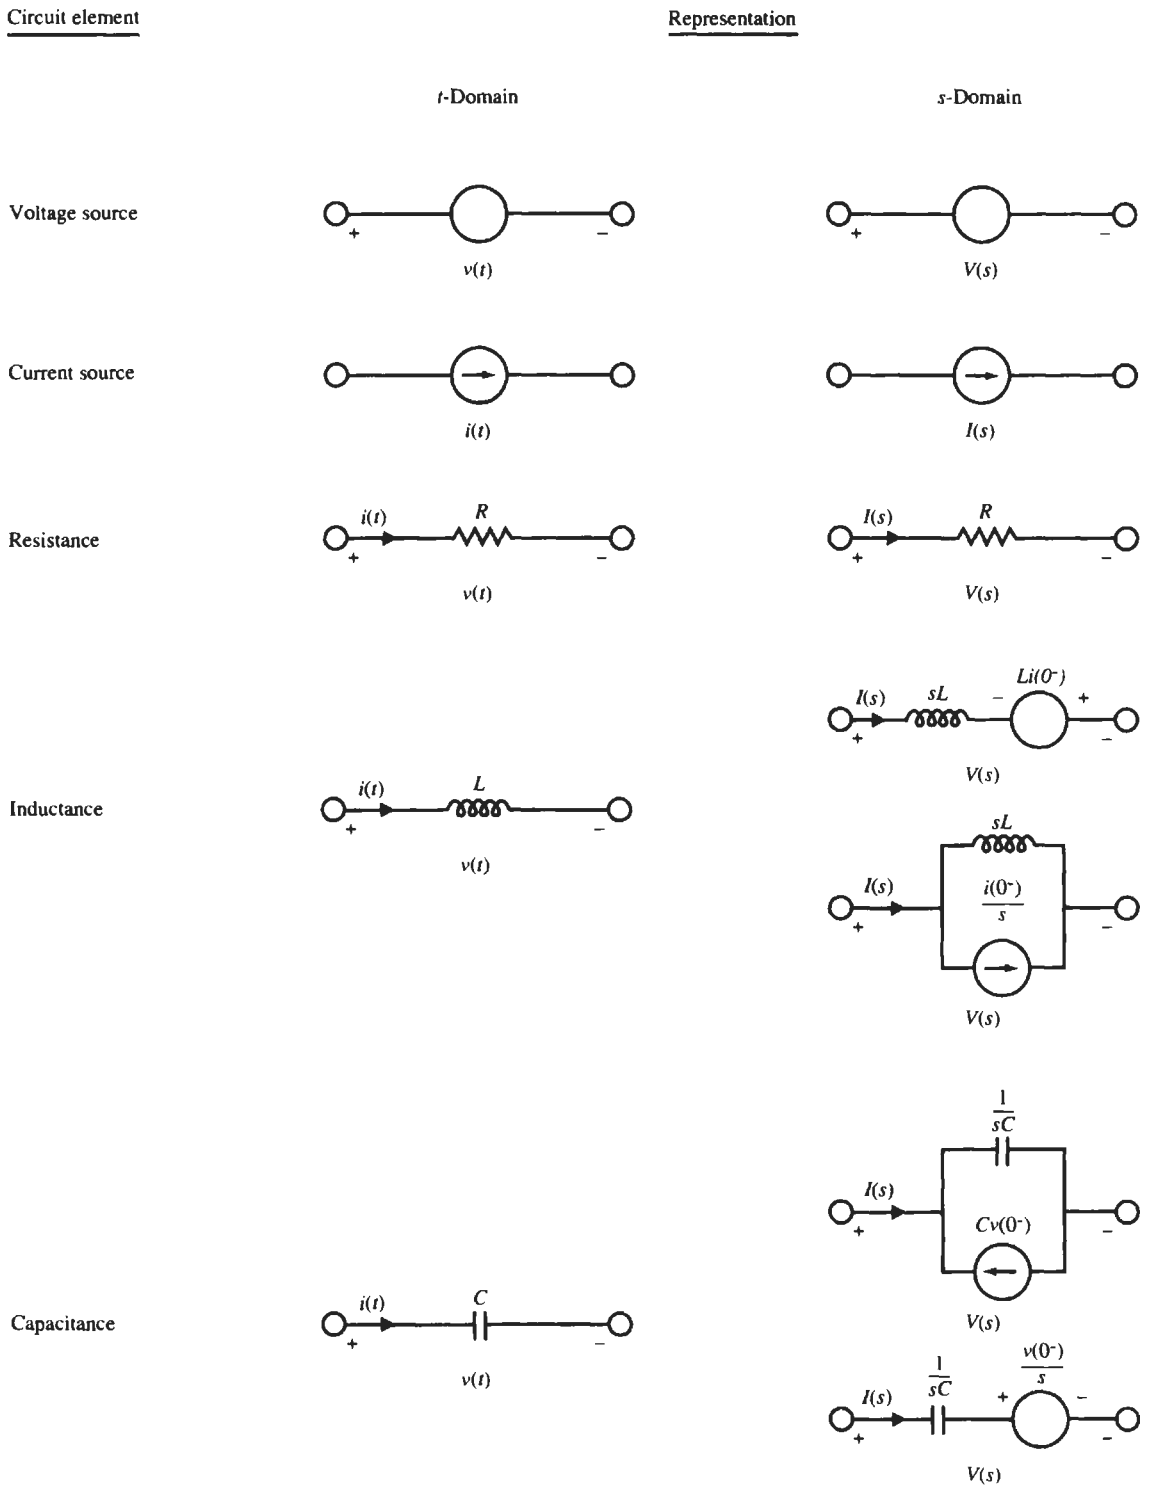 Circuit element Representation
t-Domain s-Domain
Voltage source
+ − + −
v(t) V(s)
Current source
i(t) I(s)
Resistance
i(t) R I(s) R
+ − + −
v(t) V(s)
Inductance
Li(0⁻)
I(s) sL − +
+ −
V(s)
i(t) L
+ −
v(t)
sL
I(s) i(0⁻)/s
+ −
V(s)
Capacitance
1/sC
I(s)
+ −
Cv(0⁻)
V(s)
i(t) C
+ −
v(t)
I(s) 1/sC + v(0⁻)/s −
+ −
V(s)